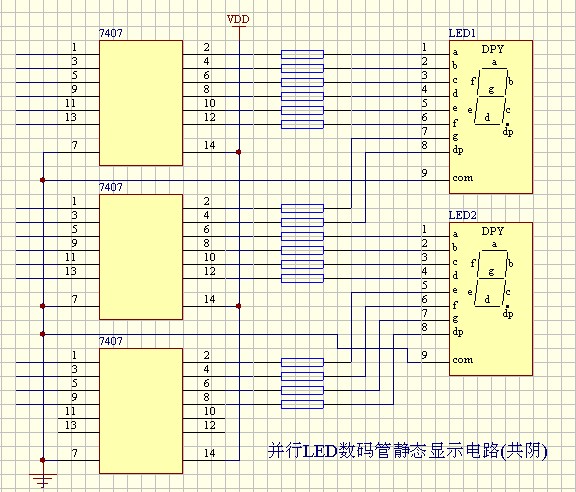 VDD
7407
1 2
3 4
5 6
9 8
11 10
13 12
7 14
LED1
DPY
1 a
2 b
3 c
4 d
5 e
6 f
7 g
8 dp
9 com
a
f b
g
e c
d
dp
7407
1 2
3 4
5 6
9 8
11 10
13 12
7 14
LED2
DPY
1 a
2 b
3 c
4 d
5 e
6 f
7 g
8 dp
9 com
a
f b
g
e c
d
dp
7407
1 2
3 4
5 6
9 8
11 10
13 12
7 14
并行LED数码管静态显示电路(共阴)